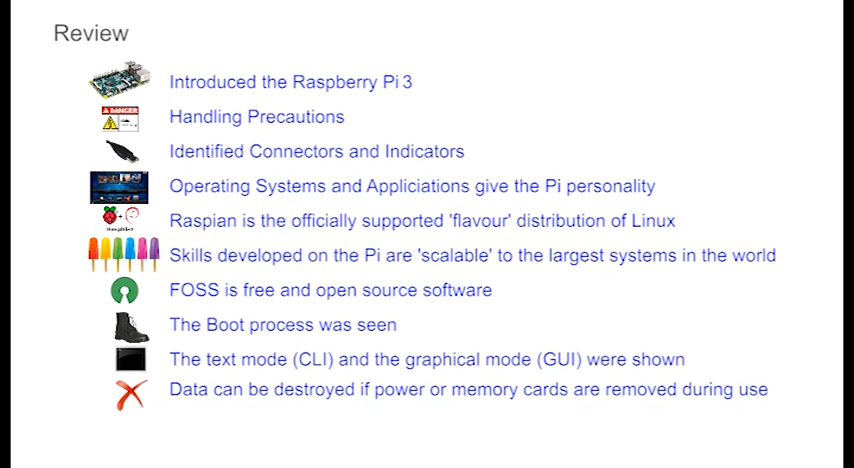 Review
Introduced the Raspberry Pi 3
DANGER
Handling Precautions
Identified Connectors and Indicators
Operating Systems and Appliciations give the Pi personality
Raspian is the officially supported 'flavour' distribution of Linux
Skills developed on the Pi are 'scalable' to the largest systems in the world
FOSS is free and open source software
The Boot process was seen
The text mode (CLI) and the graphical mode (GUI) were shown
Data can be destroyed if power or memory cards are removed during use